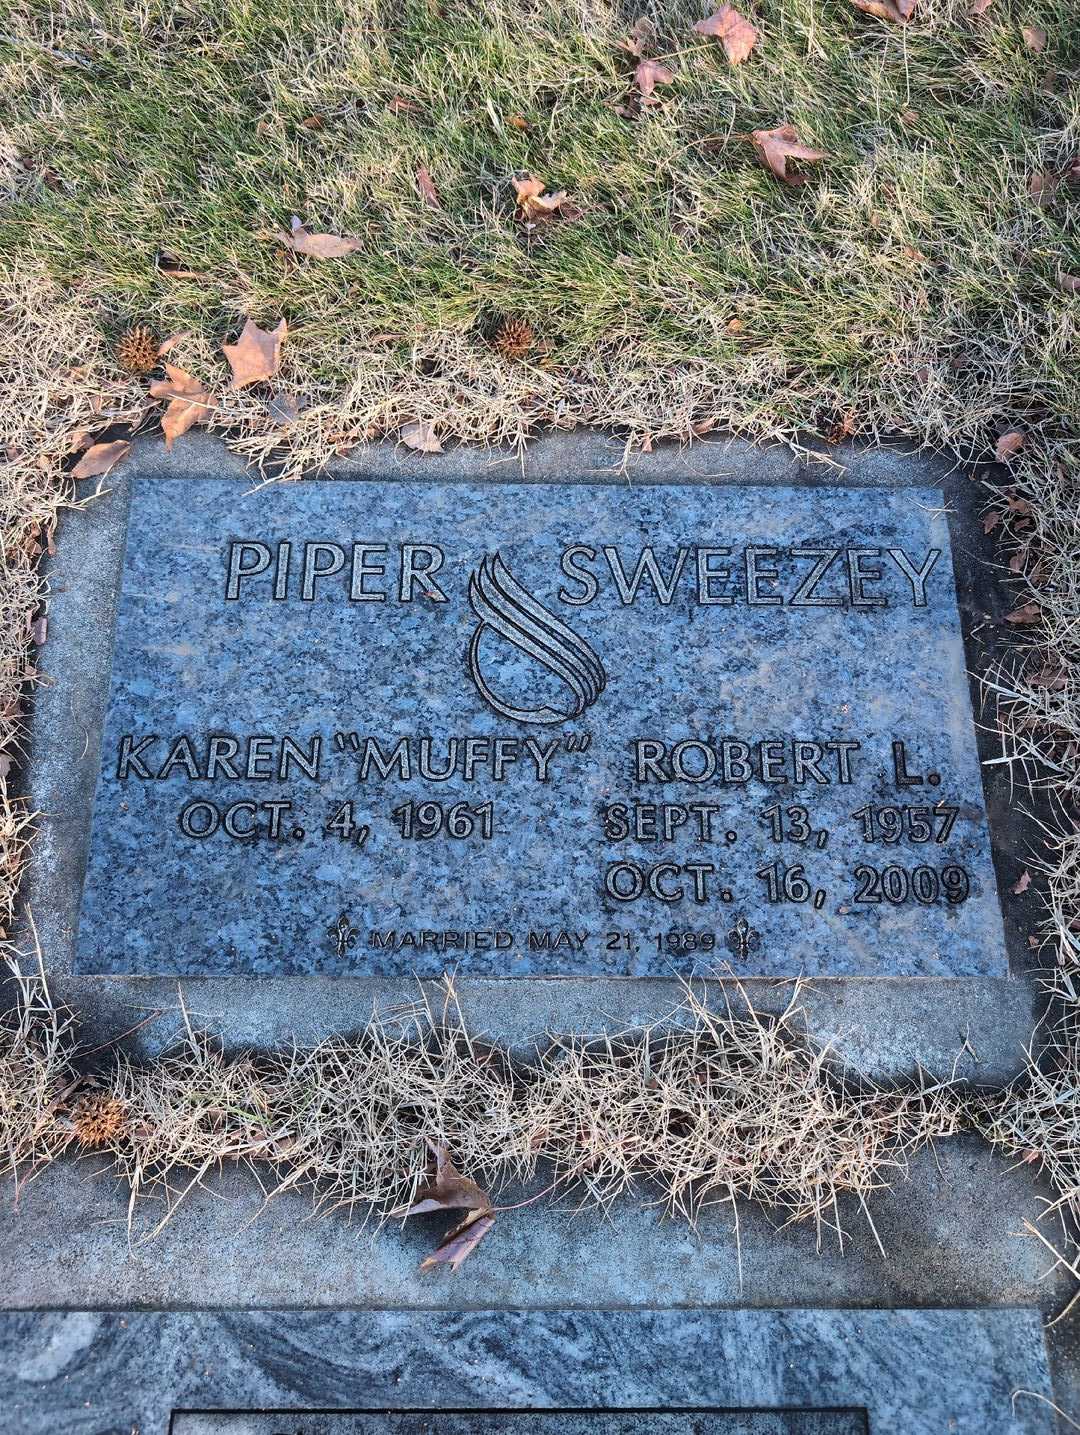 PIPER SWEEZEY
KAREN "MUFFY" ROBERT L.
OCT. 4, 1961 SEPT. 13, 1957
OCT. 16, 2009
MARRIED MAY 21, 1989